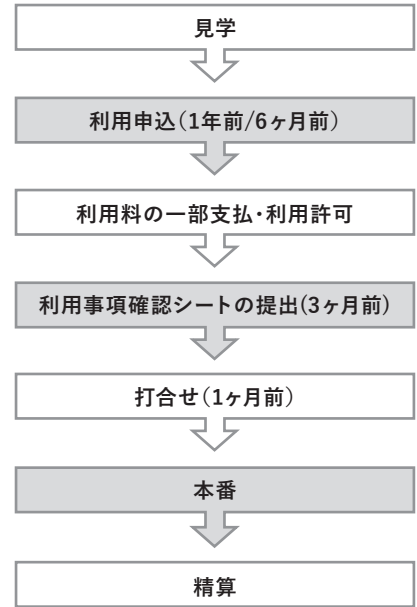 見学
利用申込（1年前/6ヶ月前）
利用料の一部支払・利用許可
利用事項確認シートの提出(3ヶ月前)
打合せ（1ヶ月前）
本番
精算